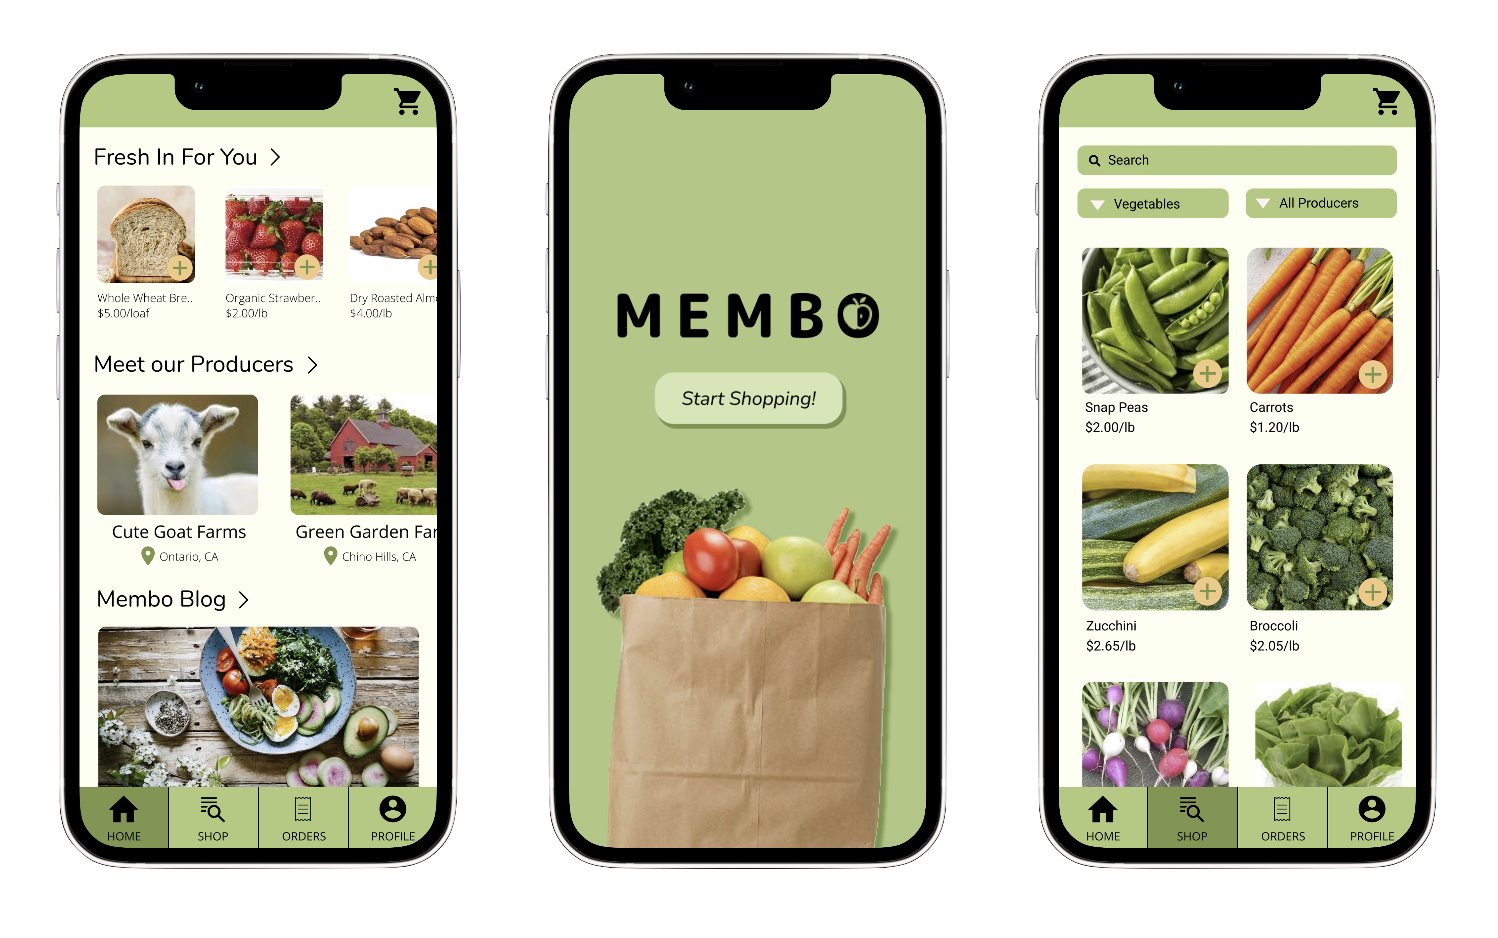 Fresh In For You
Whole Wheat Bre..
$5.00/loaf
Organic Strawber..
$2.00/lb
Dry Roasted Alm
$4.00/lb
Meet our Producers
Cute Goat Farms
Ontario, CA
Green Garden Far
Chino Hills, CA
Membo Blog
HOME
SHOP
ORDERS
PROFILE
MEMBO
Start Shopping!
Search
Vegetables
All Producers
Snap Peas
$2.00/lb
Carrots
$1.20/lb
Zucchini
$2.65/lb
Broccoli
$2.05/lb
HOME
SHOP
ORDERS
PROFILE